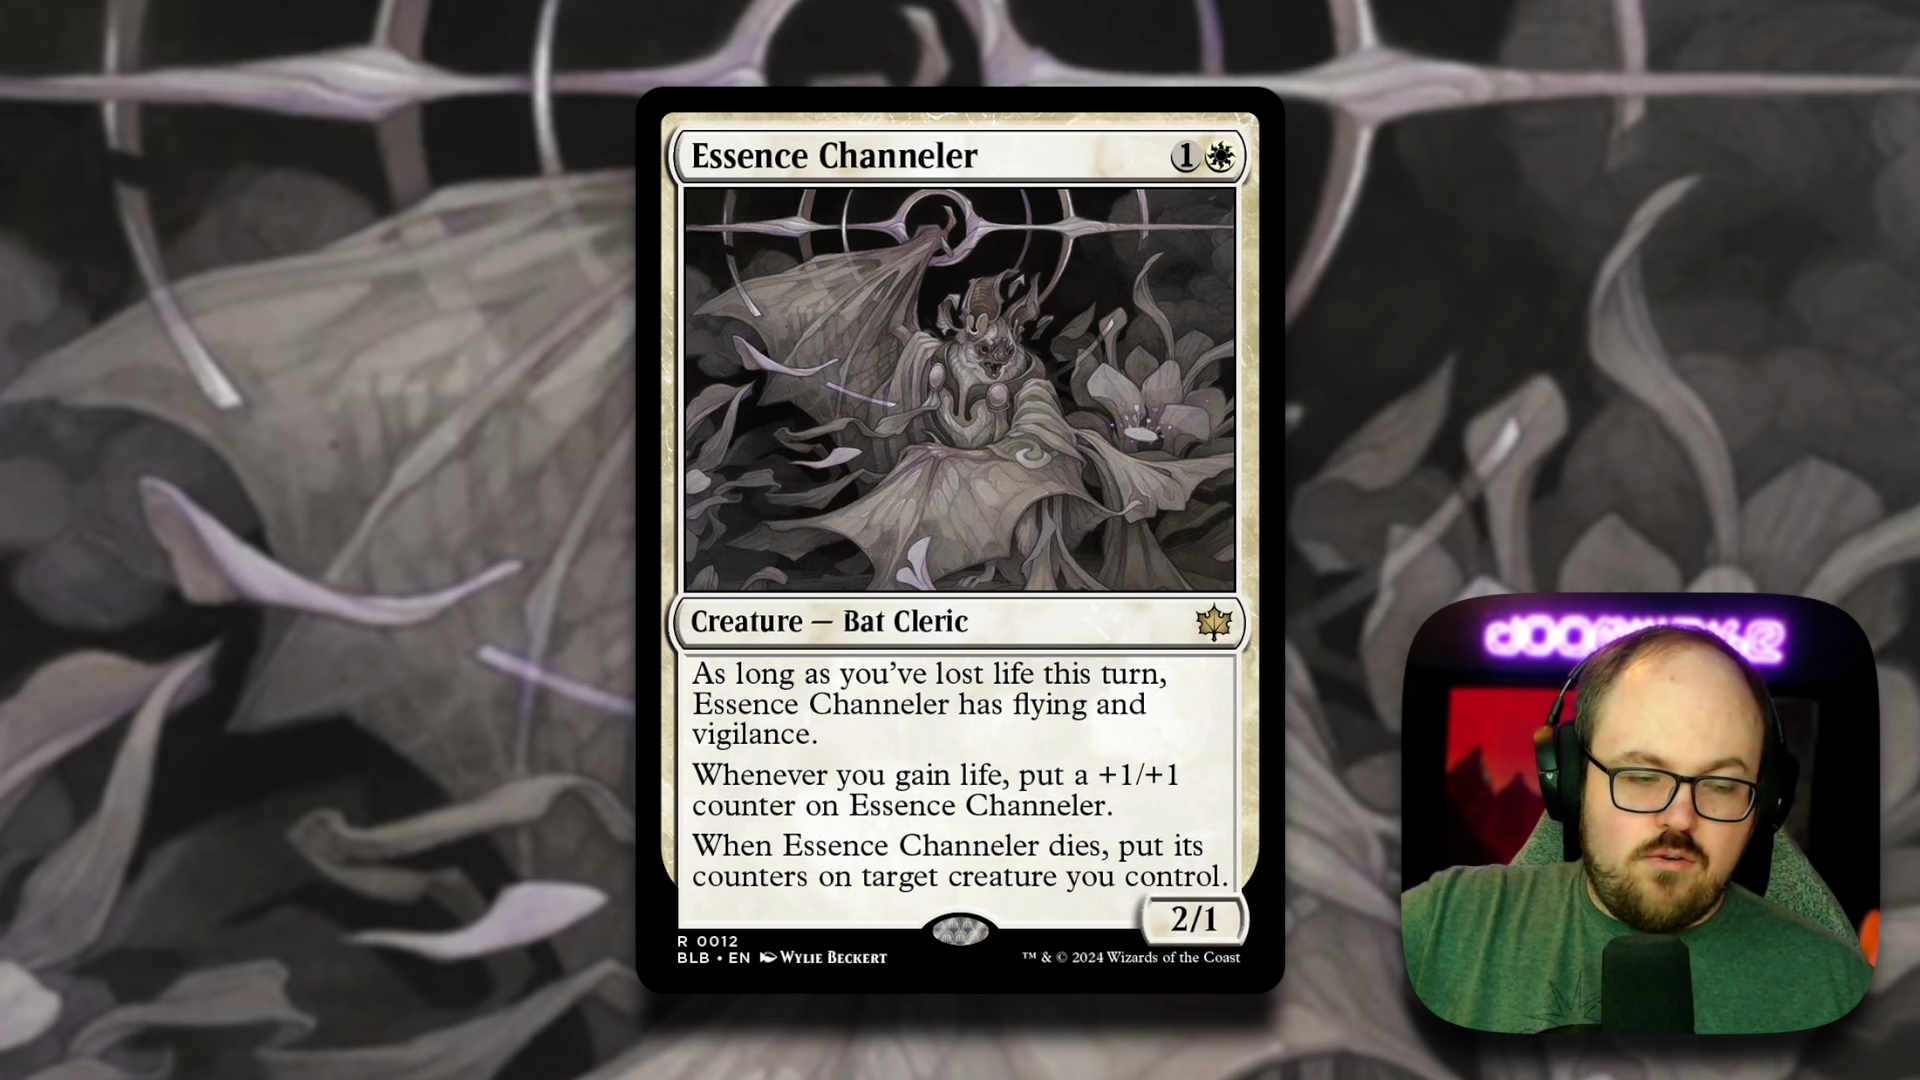 Essence Channeler
1
Creature — Bat Cleric
As long as you've lost life this turn,
Essence Channeler has flying and
vigilance.
Whenever you gain life, put a +1/+1
counter on Essence Channeler.
When Essence Channeler dies, put its
counters on target creature you control.
2/1
R 0012
BLB • EN Wylie Beckert
™ & © 2024 Wizards of the Coast